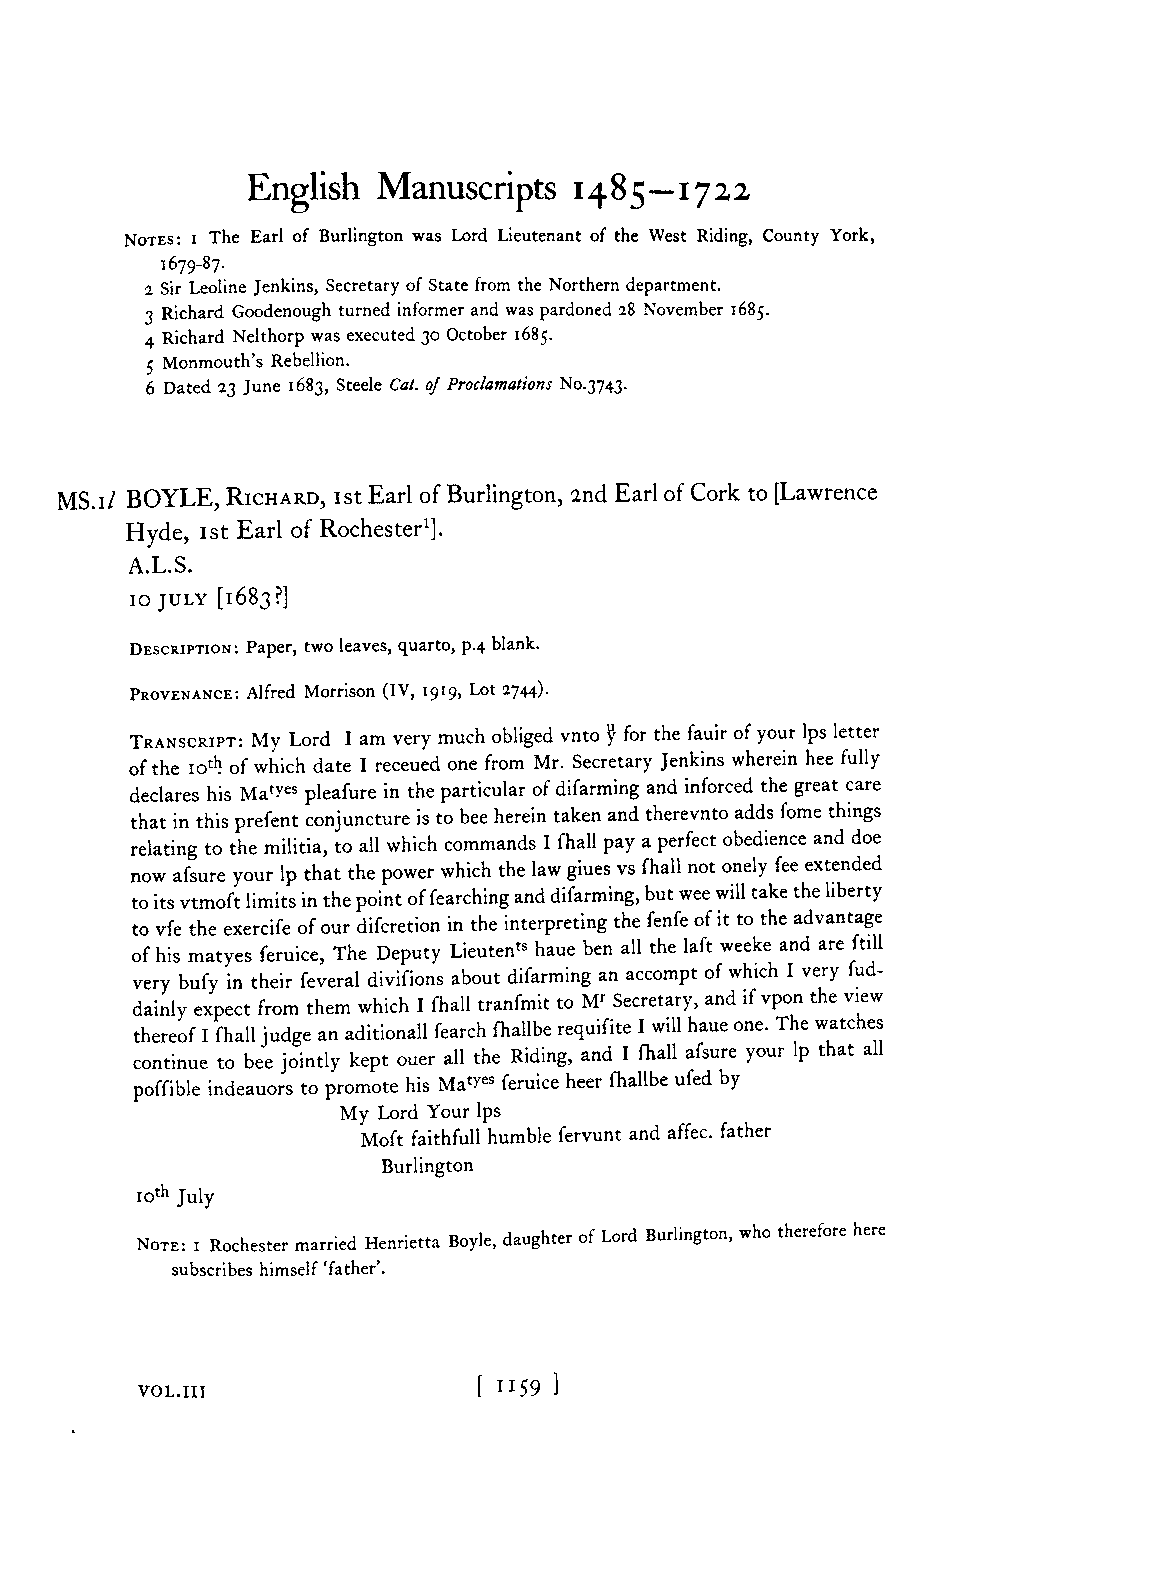 English Manuscripts 1485—1722
NOTES: 1 The Earl of Burlington was Lord Lieutenant of the West Riding, County York,
1679-87.
2 Sir Leoline Jenkins, Secretary of State from the Northern department.
3 Richard Goodenough turned informer and was pardoned 28 November 1685.
4 Richard Nelthorp was executed 30 October 1685.
5 Monmouth's Rebellion.
6 Dated 23 June 1683, Steele Cat. of Proclamations No.3743.
MS.1l BOYLE, RICHARD, 1st Earl of Burlington, 2nd Earl of Cork to [Lawrence
Hyde, 1st Earl of Rochester¹].
A.L.S.
10 JULY [1683?]
DESCRIPTION: Paper, two leaves, quarto, p.4 blank.
PROVENANCE: Alfred Morrison (IV, 1919, Lot 2744).
TRANSCRIPT: My Lord I am very much obliged vnto yͧ for the fauir of your lps letter
of the 10ᵗʰ of which date I receued one from Mr. Secretary Jenkins wherein hee fully
declares his Maᵗʸᵉˢ pleaſure in the particular of diſarming and inforced the great care
that in this preſent conjuncture is to bee herein taken and therevnto adds ſome things
relating to the militia, to all which commands I ſhall pay a perfect obedience and doe
now aſsure your lp that the power which the law giues vs ſhall not onely ſee extended
to its vtmoſt limits in the point of ſearching and diſarming, but wee will take the liberty
to vſe the exerciſe of our diſcretion in the interpreting the ſenſe of it to the advantage
of his matyes ſeruice, The Deputy Lieutenᵗˢ haue ben all the laſt weeke and are ſtill
very buſy in their ſeveral diviſions about diſarming an accompt of which I very ſud-
dainly expect from them which I ſhall tranſmit to Mʳ Secretary, and if vpon the view
thereof I ſhall judge an aditionall ſearch ſhallbe requiſite I will haue one. The watches
continue to bee jointly kept ouer all the Riding, and I ſhall aſsure your lp that all
poſſible indeauors to promote his Maᵗʸᵉˢ ſeruice heer ſhallbe uſed by
My Lord Your lps
Moſt faithfull humble ſervunt and affec. father
Burlington
10ᵗʰ July
NOTE: 1 Rochester married Henrietta Boyle, daughter of Lord Burlington, who therefore here
subscribes himself 'father'.
VOL.III [ 1159 ]